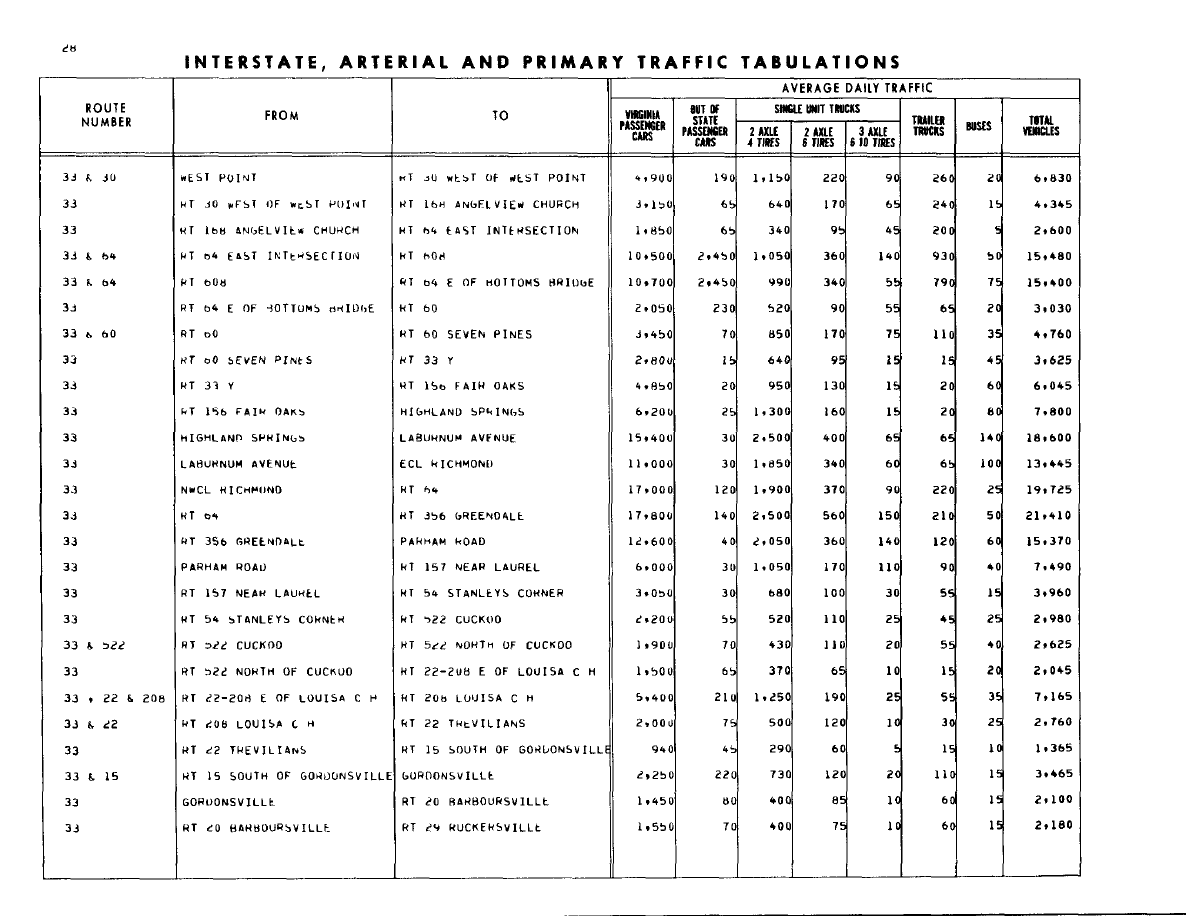 28
INTERSTATE, ARTERIAL AND PRIMARY TRAFFIC TABULATIONS
ROUTE NUMBER FROM TO AVERAGE DAILY TRAFFIC
VIRGINIA PASSENGER CARS OUT OF STATE PASSENGER CARS SINGLE UNIT TRUCKS 2 AXLE 4 TIRES 2 AXLE 6 TIRES 3 AXLE 6 10 TIRES TRAILER TRUCKS BUSES TOTAL VEHICLES
33 & 30 WEST POINT RT 30 WEST OF WEST POINT 4,900 190 1,150 220 90 260 20 6,830
33 RT 30 WEST OF WEST POINT RT 168 ANGELVIEW CHURCH 3,150 65 640 170 65 240 15 4,345
33 RT 168 ANGELVIEW CHURCH RT 64 EAST INTERSECTION 1,850 65 340 95 45 200 5 2,600
33 & 64 RT 64 EAST INTERSECTION RT 608 10,500 2,450 1,050 360 140 930 50 15,480
33 & 64 RT 608 RT 64 E OF BOTTOMS BRIDGE 10,700 2,450 990 340 55 790 75 15,400
33 RT 64 E OF BOTTOMS BRIDGE RT 60 2,050 230 520 90 55 65 20 3,030
33 & 60 RT 60 RT 60 SEVEN PINES 3,450 70 850 170 75 110 35 4,760
33 RT 60 SEVEN PINES RT 33 Y 2,800 15 640 95 15 15 45 3,625
33 RT 33 Y RT 156 FAIR OAKS 4,850 20 950 130 15 20 60 6,045
33 RT 156 FAIR OAKS HIGHLAND SPRINGS 6,200 25 1,300 160 15 20 80 7,800
33 HIGHLAND SPRINGS LABURNUM AVENUE 15,400 30 2,500 400 65 65 140 18,600
33 LABURNUM AVENUE ECL RICHMOND 11,000 30 1,850 340 60 65 100 13,445
33 NWCL RICHMOND RT 64 17,000 120 1,900 370 90 220 25 19,725
33 RT 64 RT 356 GREENDALE 17,800 140 2,500 560 150 210 50 21,410
33 RT 356 GREENDALE PARHAM ROAD 12,600 40 2,050 360 140 120 60 15,370
33 PARHAM ROAD RT 157 NEAR LAUREL 6,000 30 1,050 170 110 90 40 7,490
33 RT 157 NEAR LAUREL RT 54 STANLEYS CORNER 3,050 30 680 100 30 55 15 3,960
33 RT 54 STANLEYS CORNER RT 522 CUCKOO 2,200 55 520 110 25 45 25 2,980
33 & 522 RT 522 CUCKOO RT 522 NORTH OF CUCKOO 1,900 70 430 110 20 55 40 2,625
33 RT 522 NORTH OF CUCKOO RT 22-208 E OF LOUISA C H 1,500 65 370 65 10 15 20 2,045
33 , 22 & 208 RT 22-208 E OF LOUISA C H RT 208 LOUISA C H 5,400 210 1,250 190 25 55 35 7,165
33 & 22 RT 208 LOUISA C H RT 22 TREVILIANS 2,000 75 500 120 10 30 25 2,760
33 RT 22 TREVILIANS RT 15 SOUTH OF GORDONSVILLE 940 45 290 60 5 15 10 1,365
33 & 15 RT 15 SOUTH OF GORDONSVILLE GORDONSVILLE 2,250 220 730 120 20 110 15 3,465
33 GORDONSVILLE RT 20 BARBOURSVILLE 1,450 80 400 85 10 60 15 2,100
33 RT 20 BARBOURSVILLE RT 29 RUCKERSVILLE 1,550 70 400 75 10 60 15 2,180